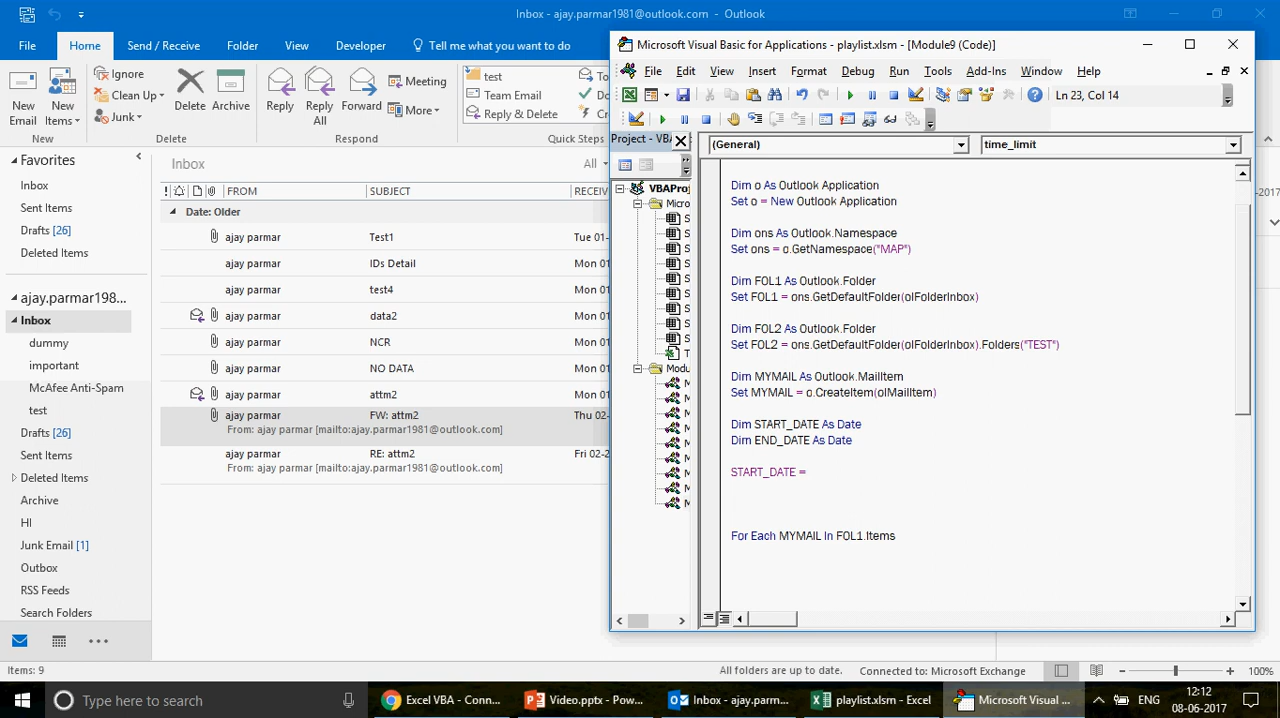 Inbox - ajay.parmar1981@outlook.com - Outlook
File Home Send / Receive Folder View Developer Tell me what you want to do
New Email
New Items
Ignore
Clean Up
Junk
Delete
Archive
Reply
Reply All
Forward
Meeting
More
test
Team Email
Reply & Delete
New
Delete
Respond
Quick Steps
Favorites
Inbox
Sent Items
Drafts [26]
Deleted Items
ajay.parmar198...
Inbox
dummy
important
McAfee Anti-Spam
test
Drafts [26]
Sent Items
Deleted Items
Archive
HI
Junk Email [1]
Outbox
RSS Feeds
Search Folders
Inbox
All
! FROM SUBJECT RECEI
Date: Older
ajay parmar Test1 Tue 01-
ajay parmar IDs Detail Mon 01
ajay parmar test4 Mon 01
ajay parmar data2 Mon 01
ajay parmar NCR Mon 01
ajay parmar NO DATA Mon 01
ajay parmar attm2 Mon 01
ajay parmar FW: attm2 Thu 02-
From: ajay parmar [mailto:ajay.parmar1981@outlook.com]
ajay parmar RE: attm2 Fri 02-2
From: ajay parmar [mailto:ajay.parmar1981@outlook.com]
Microsoft Visual Basic for Applications - playlist.xlsm - [Module9 (Code)]
File Edit View Insert Format Debug Run Tools Add-Ins Window Help
Ln 23, Col 14
Project - VBA
VBAProj
Micro
Modu
(General) time_limit
Dim o As Outlook.Application
Set o = New Outlook.Application
Dim ons As Outlook.Namespace
Set ons = o.GetNamespace("MAP")
Dim FOL1 As Outlook.Folder
Set FOL1 = ons.GetDefaultFolder(olFolderInbox)
Dim FOL2 As Outlook.Folder
Set FOL2 = ons.GetDefaultFolder(olFolderInbox).Folders("TEST")
Dim MYMAIL As Outlook.MailItem
Set MYMAIL = o.CreateItem(olMailItem)
Dim START_DATE As Date
Dim END_DATE As Date
START_DATE =
For Each MYMAIL In FOL1.Items
Items: 9 All folders are up to date. Connected to: Microsoft Exchange 100%
Type here to search
Excel VBA - Conn...
Video.pptx - Pow...
Inbox - ajay.parm...
playlist.xlsm - Excel
Microsoft Visual ...
ENG
12:12
08-06-2017